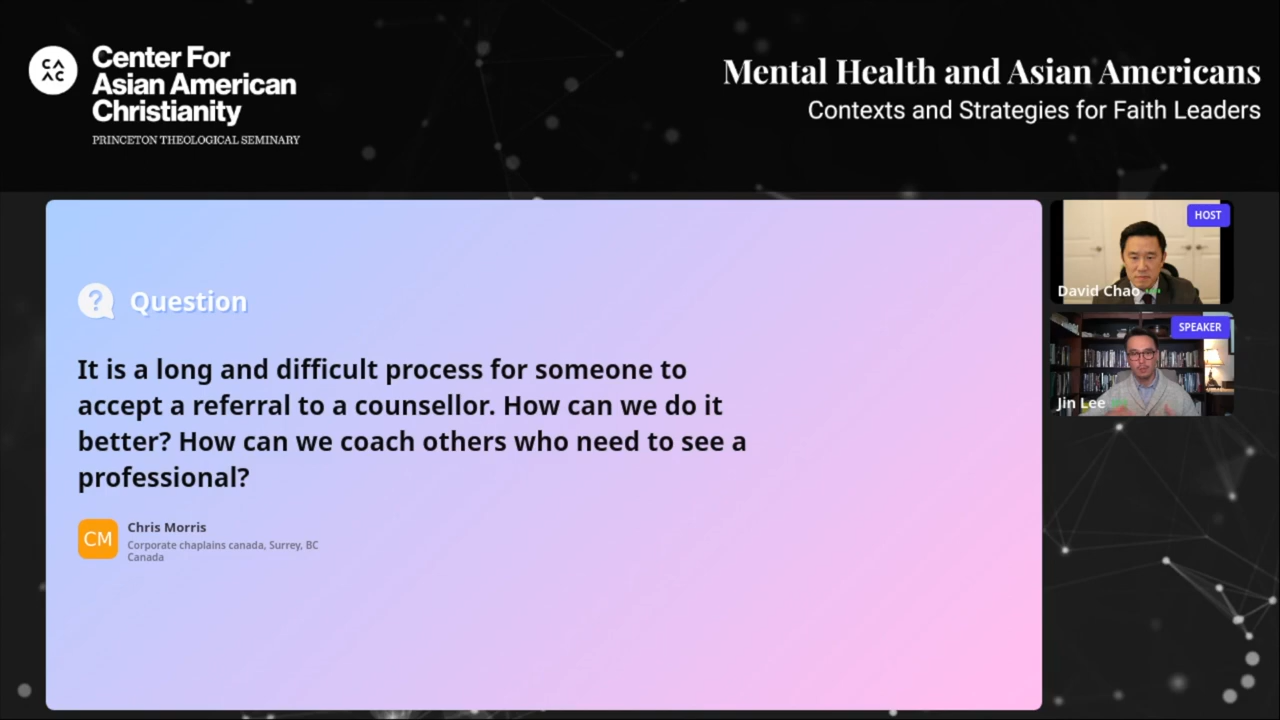 CA
AC
Center For
Asian American
Christianity
PRINCETON THEOLOGICAL SEMINARY
Mental Health and Asian Americans
Contexts and Strategies for Faith Leaders
? Question
It is a long and difficult process for someone to
accept a referral to a counsellor. How can we do it
better? How can we coach others who need to see a
professional?
CM
Chris Morris
Corporate chaplains canada, Surrey, BC
Canada
HOST
David Chao
SPEAKER
Jin Lee